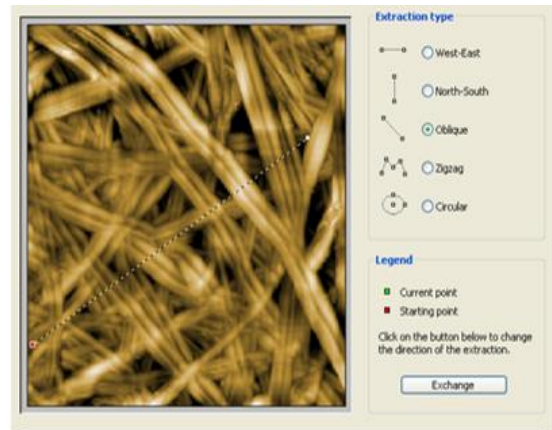 Extraction type
West-East
North-South
Oblique
Zigzag
Circular
Legend
Current point
Starting point
Click on the button below to change
the direction of the extraction.
Exchange